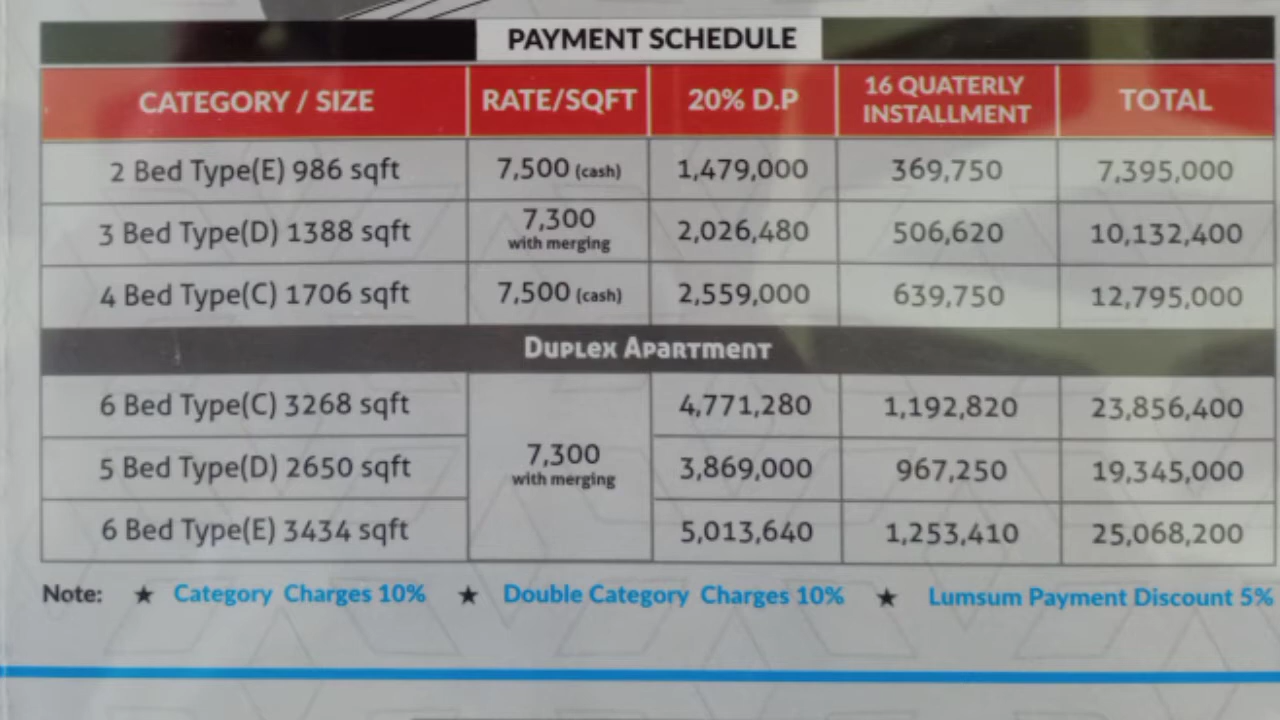 PAYMENT SCHEDULE
CATEGORY / SIZE RATE/SQFT 20% D.P 16 QUATERLY INSTALLMENT TOTAL
2 Bed Type(E) 986 sqft 7,500 (cash) 1,479,000 369,750 7,395,000
3 Bed Type(D) 1388 sqft 7,300 with merging 2,026,480 506,620 10,132,400
4 Bed Type(C) 1706 sqft 7,500 (cash) 2,559,000 639,750 12,795,000
Duplex Apartment
6 Bed Type(C) 3268 sqft 4,771,280 1,192,820 23,856,400
5 Bed Type(D) 2650 sqft 7,300 with merging 3,869,000 967,250 19,345,000
6 Bed Type(E) 3434 sqft 5,013,640 1,253,410 25,068,200
Note: ★ Category Charges 10% ★ Double Category Charges 10% ★ Lumsum Payment Discount 5%